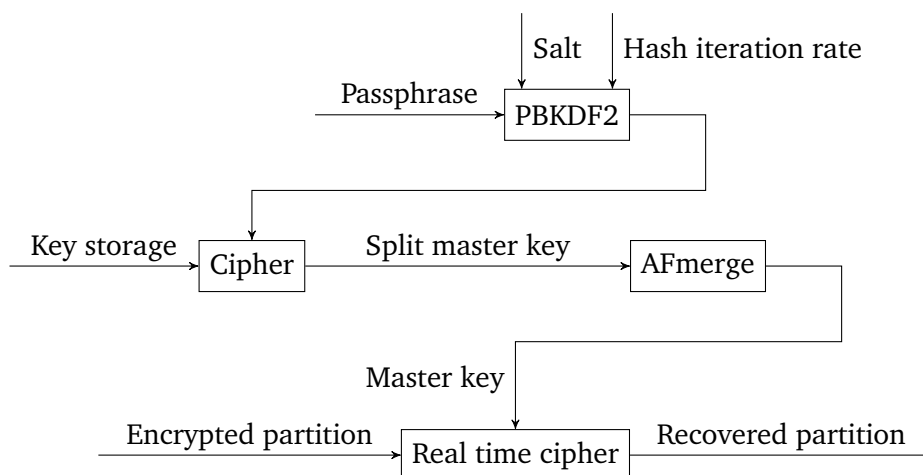 Salt
Hash iteration rate
Passphrase
PBKDF2
Key storage
Cipher
Split master key
AFmerge
Master key
Encrypted partition
Real time cipher
Recovered partition